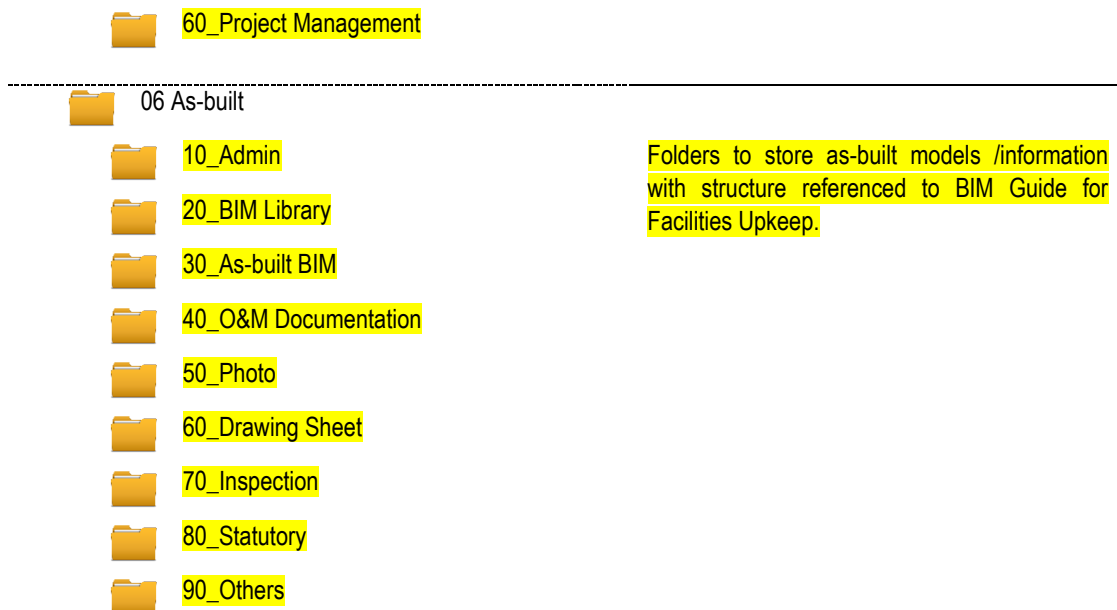 60_Project Management
06 As-built
10_Admin
Folders to store as-built models /information
with structure referenced to BIM Guide for
Facilities Upkeep.
20_BIM Library
30_As-built BIM
40_O&M Documentation
50_Photo
60_Drawing Sheet
70_Inspection
80_Statutory
90_Others